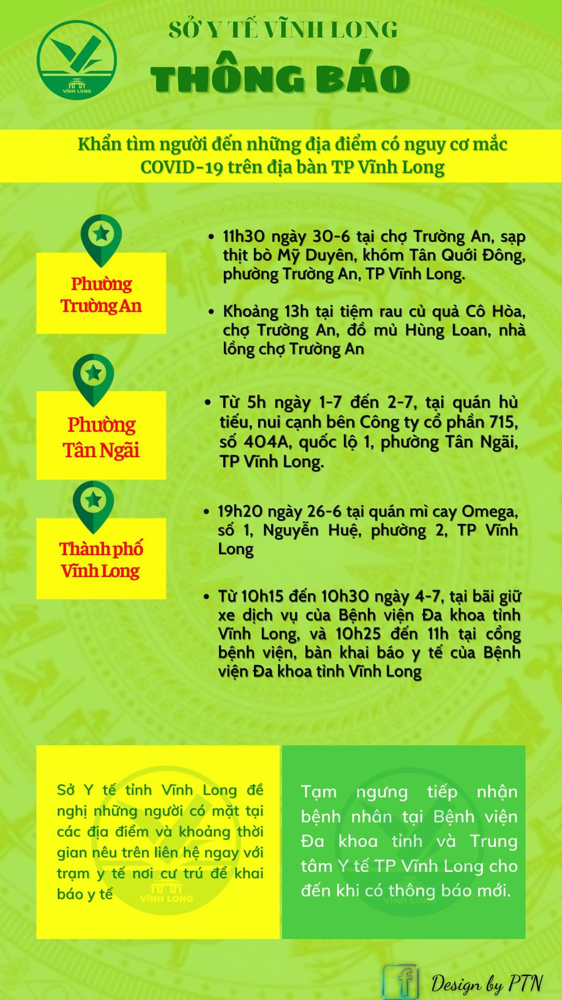 SỞ Y TẾ VĨNH LONG
THÔNG BÁO
VĨNH LONG
Khẩn tìm người đến những địa điểm có nguy cơ mắc
COVID-19 trên địa bàn TP Vĩnh Long
Phường
Trường An
• 11h30 ngày 30-6 tại chợ Trường An, sạp
thịt bò Mỹ Duyên, khóm Tân Quới Đông,
phường Trường An, TP Vĩnh Long.
• Khoảng 13h tại tiệm rau củ quả Cô Hòa,
chợ Trường An, đồ mủ Hùng Loan, nhà
lồng chợ Trường An
Phường
Tân Ngãi
• Từ 5h ngày 1-7 đến 2-7, tại quán hủ
tiếu, nui cạnh bên Công ty cổ phần 715,
số 404A, quốc lộ 1, phường Tân Ngãi,
TP Vĩnh Long.
Thành phố
Vĩnh Long
• 19h20 ngày 26-6 tại quán mì cay Omega,
số 1, Nguyễn Huệ, phường 2, TP Vĩnh
Long
• Từ 10h15 đến 10h30 ngày 4-7, tại bãi giữ
xe dịch vụ của Bệnh viện Đa khoa tỉnh
Vĩnh Long, và 10h25 đến 11h tại cổng
bệnh viện, bàn khai báo y tế của Bệnh
viện Đa khoa tỉnh Vĩnh Long
Sở Y tế tỉnh Vĩnh Long đề
nghị những người có mặt tại
các địa điểm và khoảng thời
gian nêu trên liên hệ ngay với
trạm y tế nơi cư trú để khai
báo y tế
VĨNH LONG
Tạm ngưng tiếp nhận
bệnh nhân tại Bệnh viện
Đa khoa tỉnh và Trung
tâm Y tế TP Vĩnh Long cho
đến khi có thông báo mới.
VĨNH LONG
f
Design by PTN